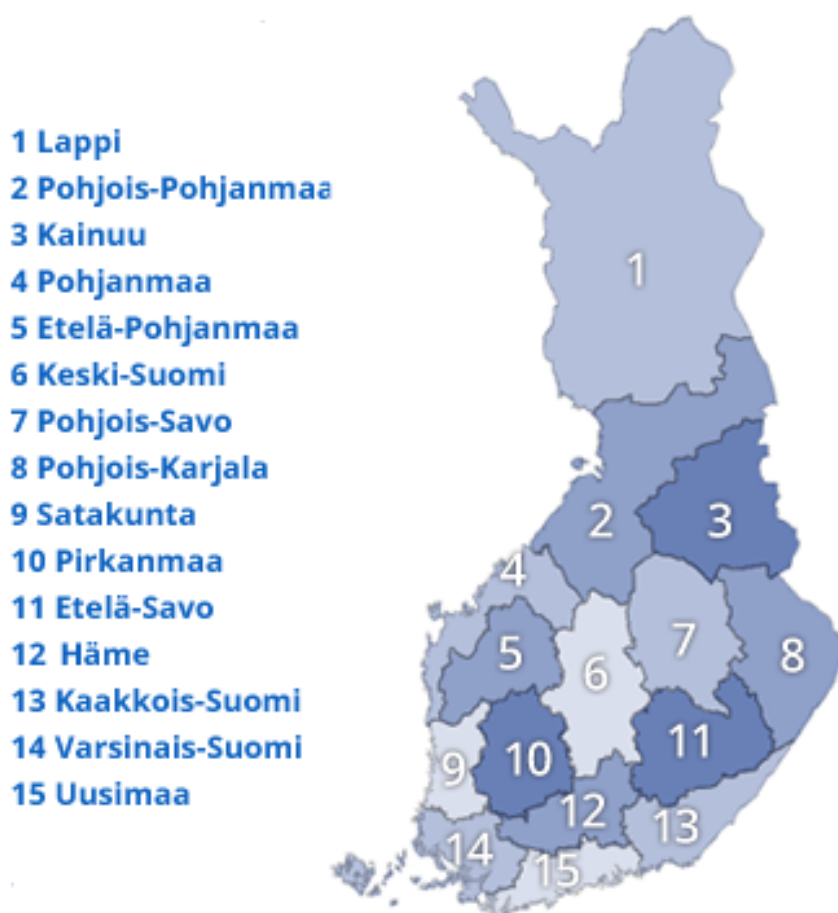 1 Lappi
2 Pohjois-Pohjanmaa
3 Kainuu
4 Pohjanmaa
5 Etelä-Pohjanmaa
6 Keski-Suomi
7 Pohjois-Savo
8 Pohjois-Karjala
9 Satakunta
10 Pirkanmaa
11 Etelä-Savo
12 Häme
13 Kaakkois-Suomi
14 Varsinais-Suomi
15 Uusimaa
1
2
3
4
5
6
7
8
9
10
11
12
13
14
15